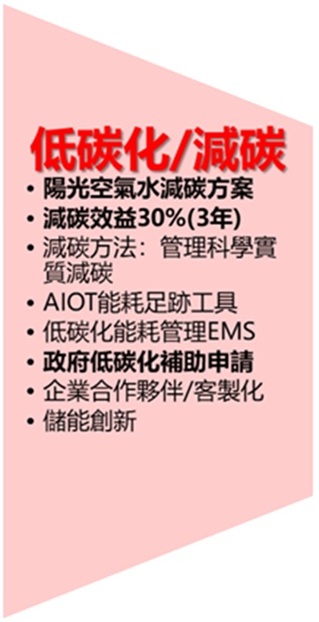 低碳化/減碳
• 陽光空氣水減碳方案
• 減碳效益30%(3年)
• 減碳方法：管理科學實
質減碳
• AIOT能耗足跡工具
• 低碳化能耗管理EMS
• 政府低碳化補助申請
• 企業合作夥伴/客製化
• 儲能創新